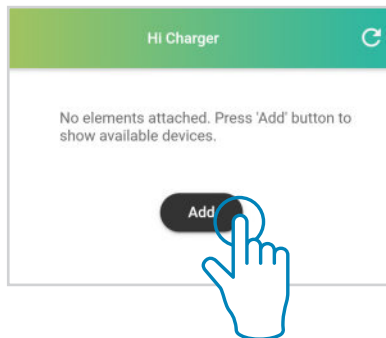 Hi Charger
No elements attached. Press 'Add' button to
show available devices.
Add